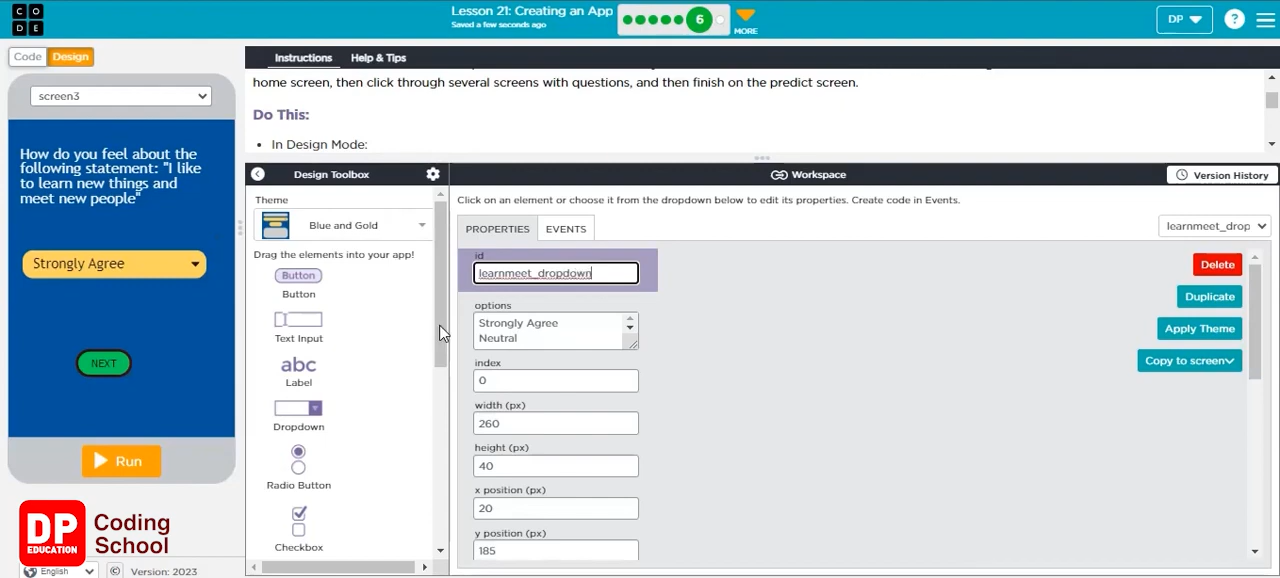 CO
DE
Lesson 21: Creating an App
Saved a few seconds ago
6
MORE
DP
?
Code
Design
Instructions
Help & Tips
screen3
home screen, then click through several screens with questions, and then finish on the predict screen.
Do This:
• In Design Mode:
How do you feel about the
following statement: "I like
to learn new things and
meet new people"
Strongly Agree
NEXT
Run
Design Toolbox
Workspace
Version History
Theme
Blue and Gold
Drag the elements into your app!
Button
Button
Text Input
abc
Label
Dropdown
Radio Button
Checkbox
Click on an element or choose it from the dropdown below to edit its properties. Create code in Events.
PROPERTIES
EVENTS
learnmeet_drop
id
learnmeet_dropdown
options
Strongly Agree
Neutral
index
0
width (px)
260
height (px)
40
x position (px)
20
y position (px)
185
Delete
Duplicate
Apply Theme
Copy to screen
DP
EDUCATION
Coding
School
English
© Version: 2023